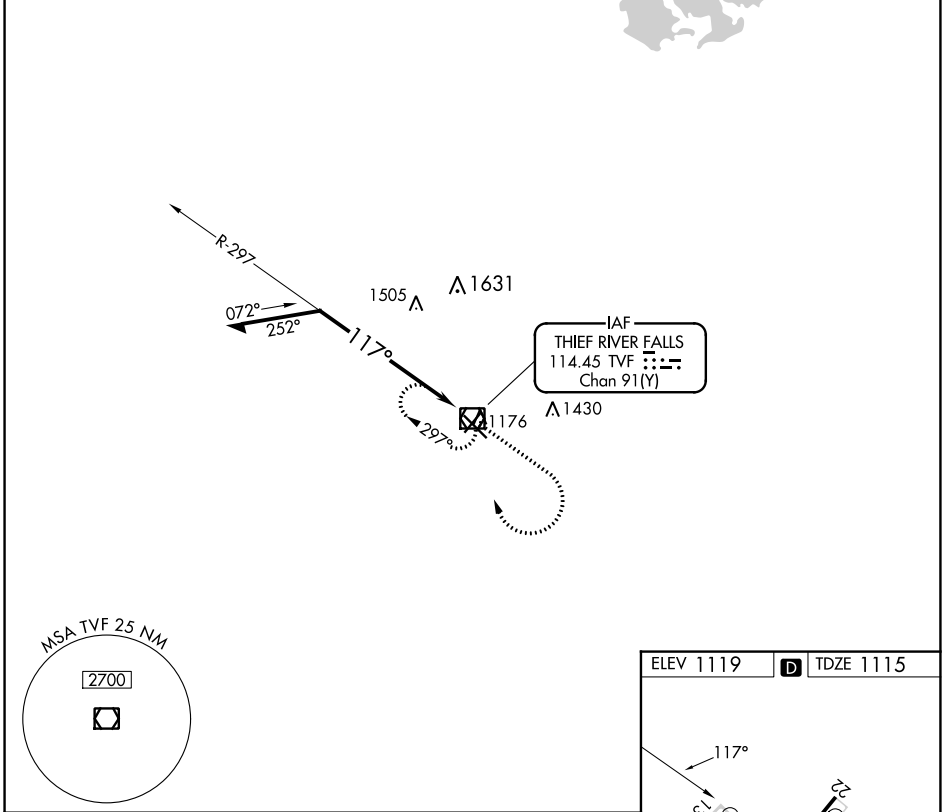 R-297
1505
1631
072°
252°
117°
IAF
THIEF RIVER FALLS
114.45 TVF
Chan 91(Y)
1430
1176
297°
MSA TVF 25 NM
2700
ELEV 1119 D TDZE 1115
117°
13
22